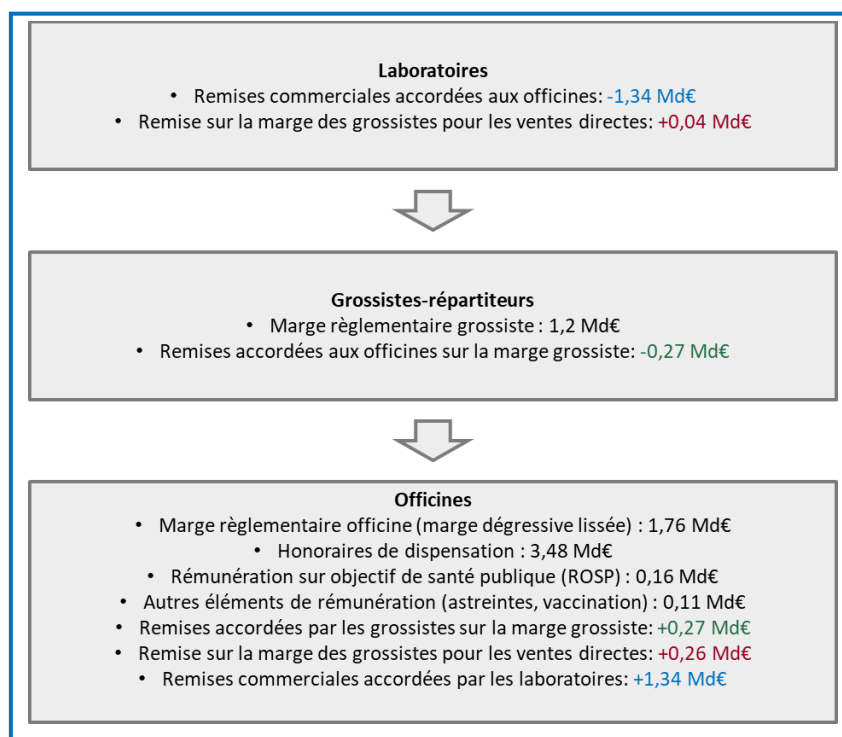 Laboratoires
• Remises commerciales accordées aux officines: -1,34 Md€
• Remise sur la marge des grossistes pour les ventes directes: +0,04 Md€
Grossistes-répartiteurs
• Marge règlementaire grossiste : 1,2 Md€
• Remises accordées aux officines sur la marge grossiste: -0,27 Md€
Officines
• Marge règlementaire officine (marge dégressive lissée) : 1,76 Md€
• Honoraires de dispensation : 3,48 Md€
• Rémunération sur objectif de santé publique (ROSP) : 0,16 Md€
• Autres éléments de rémunération (astreintes, vaccination) : 0,11 Md€
• Remises accordées par les grossistes sur la marge grossiste: +0,27 Md€
• Remise sur la marge des grossistes pour les ventes directes: +0,26 Md€
• Remises commerciales accordées par les laboratoires: +1,34 Md€